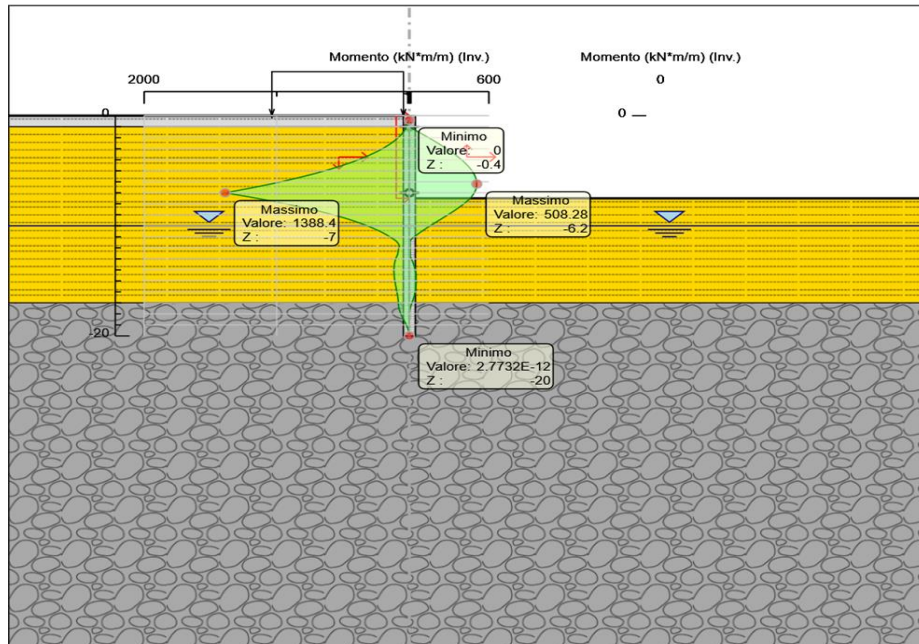 Momento (kN*m/m) (Inv.)
Momento (kN*m/m) (Inv.)
2000
600
0
0
0
Minimo
Valore: 0
Z : -0.4
Massimo
Valore: 1388.4
Z : -7
Massimo
Valore: 508.28
Z : -6.2
-20
Minimo
Valore: 2.7732E-12
Z : -20